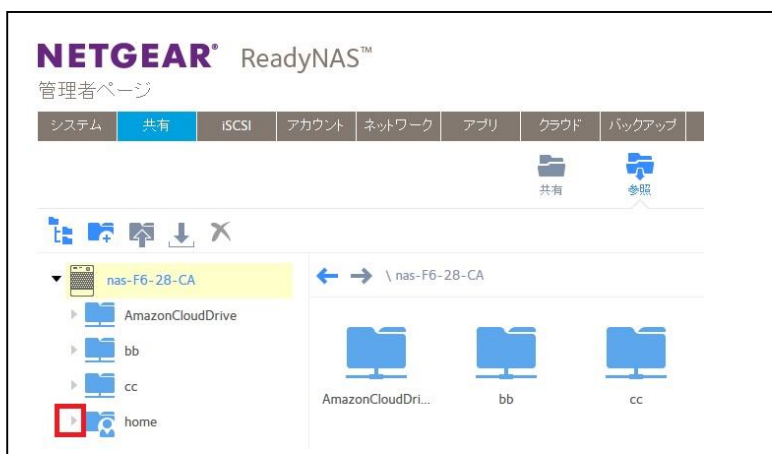 NETGEAR® ReadyNAS™
管理者ページ
システム 共有 iSCSI アカウント ネットワーク アプリ クラウド バックアップ
共有 参照
nas-F6-28-CA
\ nas-F6-28-CA
AmazonCloudDrive
bb
cc
home
AmazonCloudDri... bb cc